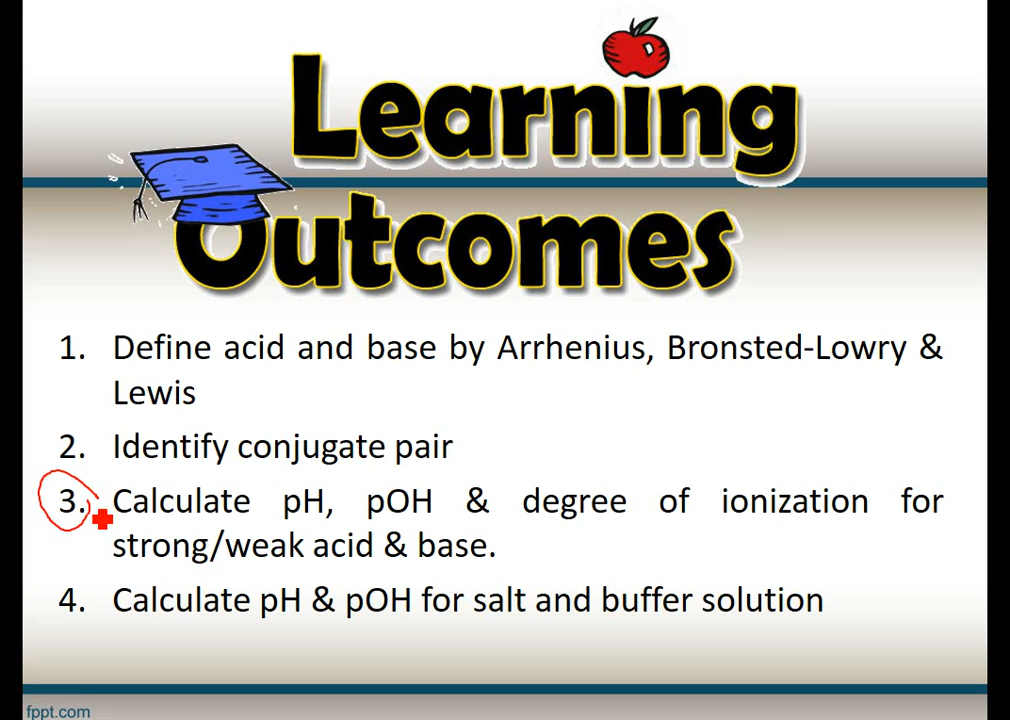 Learning
Outcomes
1. Define acid and base by Arrhenius, Bronsted-Lowry &
Lewis
2. Identify conjugate pair
3. Calculate pH, pOH & degree of ionization for
strong/weak acid & base.
4. Calculate pH & pOH for salt and buffer solution
fppt.com